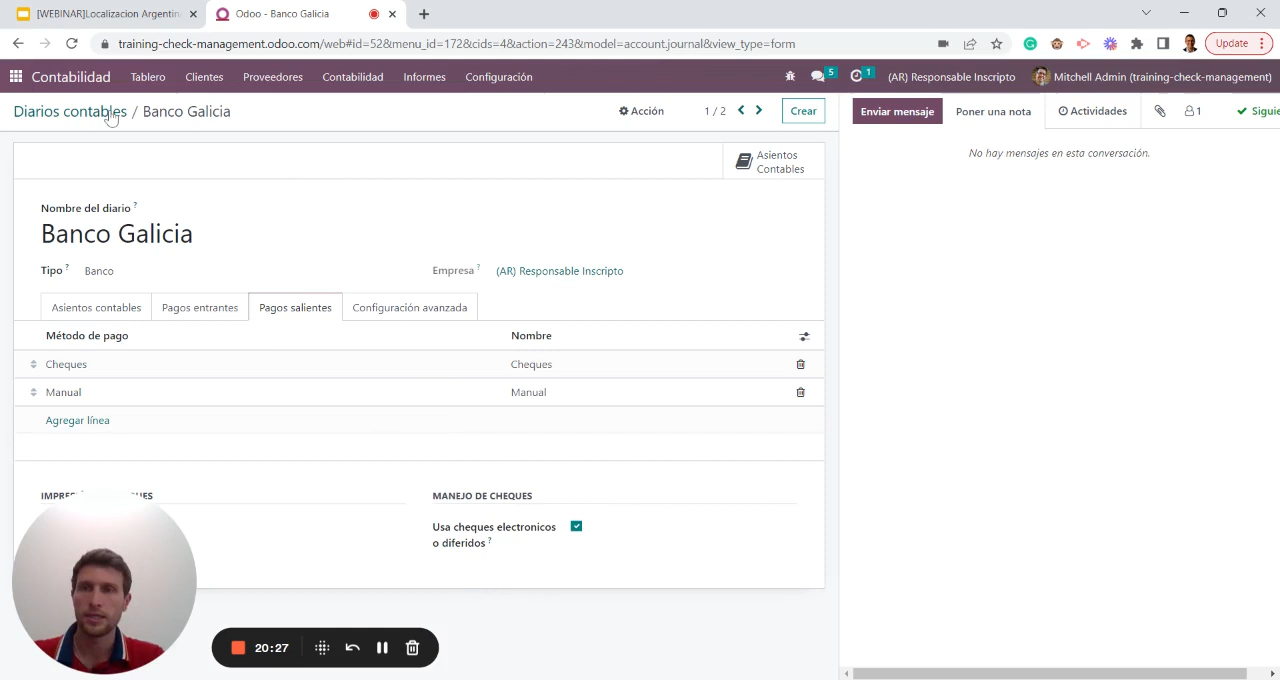 [WEBINAR]Localizacion Argentin
Odoo - Banco Galicia
training-check-management.odoo.com/web#id=52&menu_id=172&cids=4&action=243&model=account.journal&view_type=form
Update
Contabilidad Tablero Clientes Proveedores Contabilidad Informes Configuración
5 1 (AR) Responsable Inscripto Mitchell Admin (training-check-management)
Diarios contables / Banco Galicia
Acción 1 / 2 Crear
Enviar mensaje Poner una nota Actividades 1 Siguie
No hay mensajes en esta conversación.
Asientos
Contables
Nombre del diario ?
Banco Galicia
Tipo ? Banco
Empresa ? (AR) Responsable Inscripto
Asientos contables Pagos entrantes Pagos salientes Configuración avanzada
Método de pago Nombre
Cheques Cheques
Manual Manual
Agregar línea
MANEJO DE CHEQUES
Usa cheques electronicos
o diferidos ?
20:27